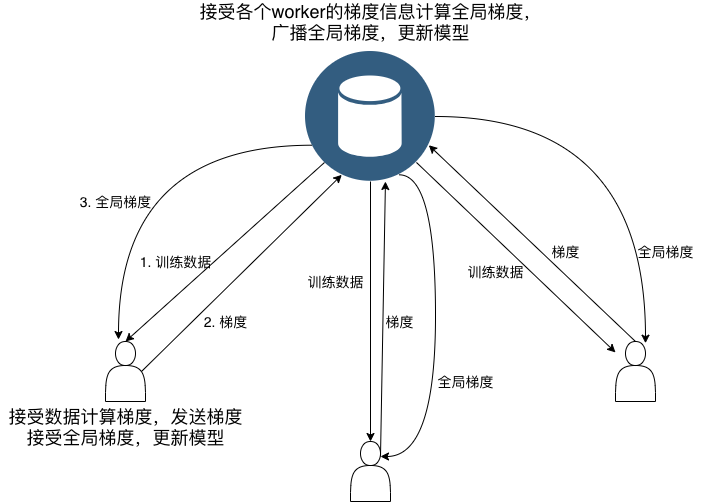 接受各个worker的梯度信息计算全局梯度，
广播全局梯度，更新模型
3. 全局梯度
1. 训练数据
2. 梯度
训练数据
梯度
全局梯度
训练数据
梯度
全局梯度
接受数据计算梯度，发送梯度
接受全局梯度，更新模型